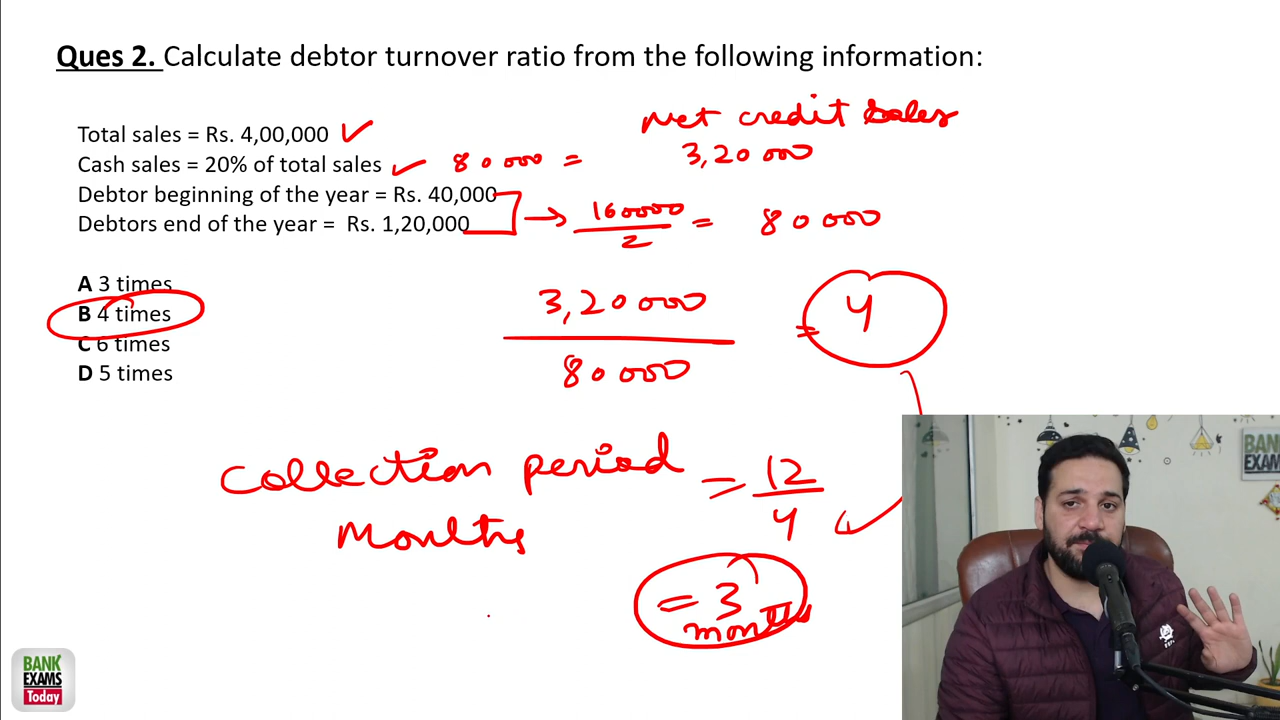 Ques 2. Calculate debtor turnover ratio from the following information:
Net credit Sales
Total sales = Rs. 4,00,000
Cash sales = 20% of total sales 80000 = 3,20000
Debtor beginning of the year = Rs. 40,000
Debtors end of the year = Rs. 1,20,000
160000
2
= 80000
A 3 times
B 4 times
C 6 times
D 5 times
3,20000
80000
= 4
Collection period
Months
= 12
4
= 3
months
BANK
EXAMS
Today
BANK
EXAMS